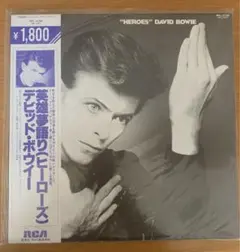 "HEROES" DAVID BOWIE
¥1,800
英雄夢語り(ヒーローズ)
デビッド・ボウイー
RCA